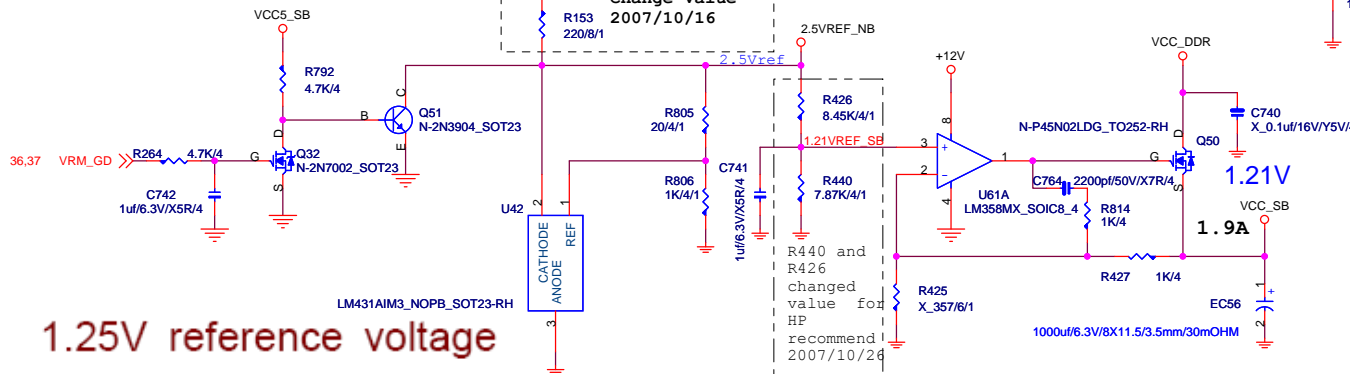 Change value
2007/10/16
R153
220/8/1
VCC5_SB
R792
4.7K/4
C
B
E
Q51
N-2N3904_SOT23
36,37
VRM_GD
R264
4.7K/4
D
G
S
Q32
N-2N7002_SOT23
C742
1uf/6.3V/X5R/4
2.5Vref
R805
20/4/1
R806
1K/4/1
C741
1uf/6.3V/X5R/4
U42
2
1
CATHODE
REF
ANODE
3
LM431AIM3_NOPB_SOT23-RH
1.25V reference voltage
2.5VREF_NB
R426
8.45K/4/1
1.21VREF_SB
R440
7.87K/4/1
R440 and
R426
changed
value for
HP
recommend
2007/10/26
+12V
8
3
+
2
-
1
4
U61A
LM358MX_SOIC8_4
C764
2200pf/50V/X7R/4
R814
1K/4
R427
1K/4
R425
X_357/6/1
VCC_DDR
N-P45N02LDG_TO252-RH
D
G
S
Q50
C740
X_0.1uf/16V/Y5V/4
1.21V
VCC_SB
1.9A
1
+
2
EC56
1000uf/6.3V/8X11.5/3.5mm/30mOHM